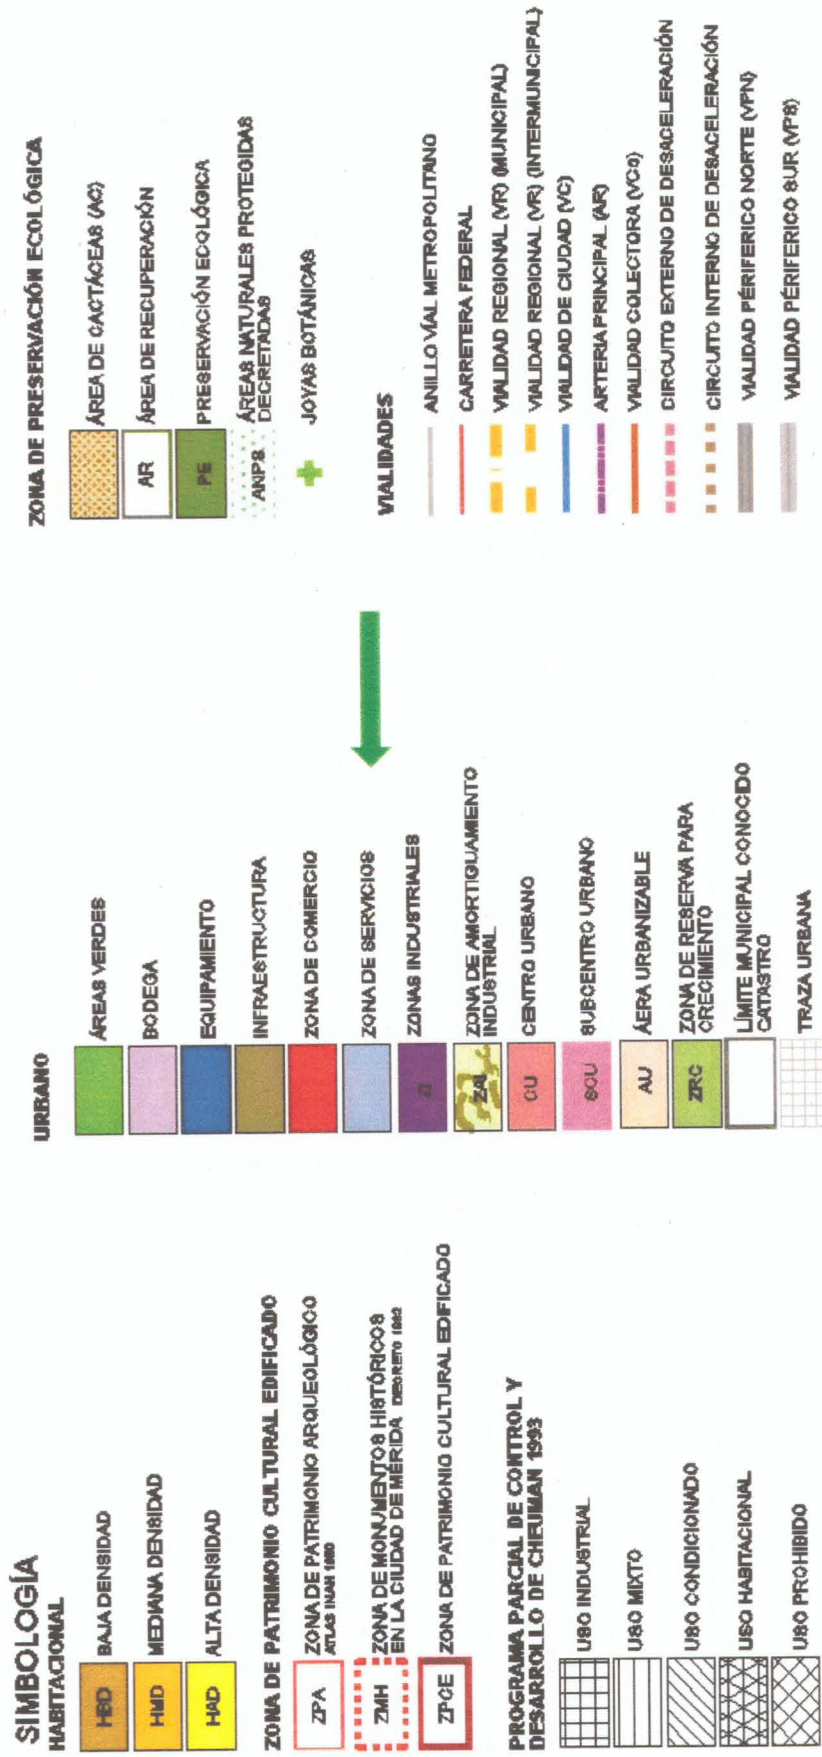 SIMBOLOGÍA
HABITACIONAL
HBD BAJA DENSIDAD
HMD MEDIANA DENSIDAD
HAD ALTA DENSIDAD
ZONA DE PATRIMONIO CULTURAL EDIFICADO
ZPA ZONA DE PATRIMONIO ARQUEOLÓGICO
ATLAS INAH 1980
ZMH ZONA DE MONUMENTOS HISTÓRICOS
EN LA CIUDAD DE MÉRIDA DECRETO 1982
ZPCE ZONA DE PATRIMONIO CULTURAL EDIFICADO
PROGRAMA PARCIAL DE CONTROL Y
DESARROLLO DE CHEUMAN 1993
USO INDUSTRIAL
USO MIXTO
USO CONDICIONADO
USO HABITACIONAL
USO PROHIBIDO
URBANO
ÁREAS VERDES
BODEGA
EQUIPAMIENTO
INFRAESTRUCTURA
ZONA DE COMERCIO
ZONA DE SERVICIOS
ZI ZONAS INDUSTRIALES
ZAI ZONA DE AMORTIGUAMIENTO
INDUSTRIAL
CU CENTRO URBANO
SCU SUBCENTRO URBANO
AU ÁERA URBANIZABLE
ZRC ZONA DE RESERVA PARA
CRECIMIENTO
LÍMITE MUNICIPAL CONOCIDO
CATASTRO
TRAZA URBANA
ZONA DE PRESERVACIÓN ECOLÓGICA
ÁREA DE CACTÁCEAS (AC)
AR ÁREA DE RECUPERACIÓN
PE PRESERVACIÓN ECOLÓGICA
ANPS ÁREAS NATURALES PROTEGIDAS
DECRETADAS
JOYAS BOTÁNICAS
VIALIDADES
ANILLO VÍAL METROPOLITANO
CARRETERA FEDERAL
VIALIDAD REGIONAL (VR) (MUNICIPAL)
VIALIDAD REGIONAL (VR) (INTERMUNICIPAL)
VIALIDAD DE CIUDAD (VC)
ARTERIA PRINCIPAL (AR)
VIALIDAD COLECTORA (VCo)
CIRCUITO EXTERNO DE DESACELERACIÓN
CIRCUITO INTERNO DE DESACELERACIÓN
VIALIDAD PÉRIFERICO NORTE (VPN)
VIALIDAD PÉRIFERICO SUR (VPS)